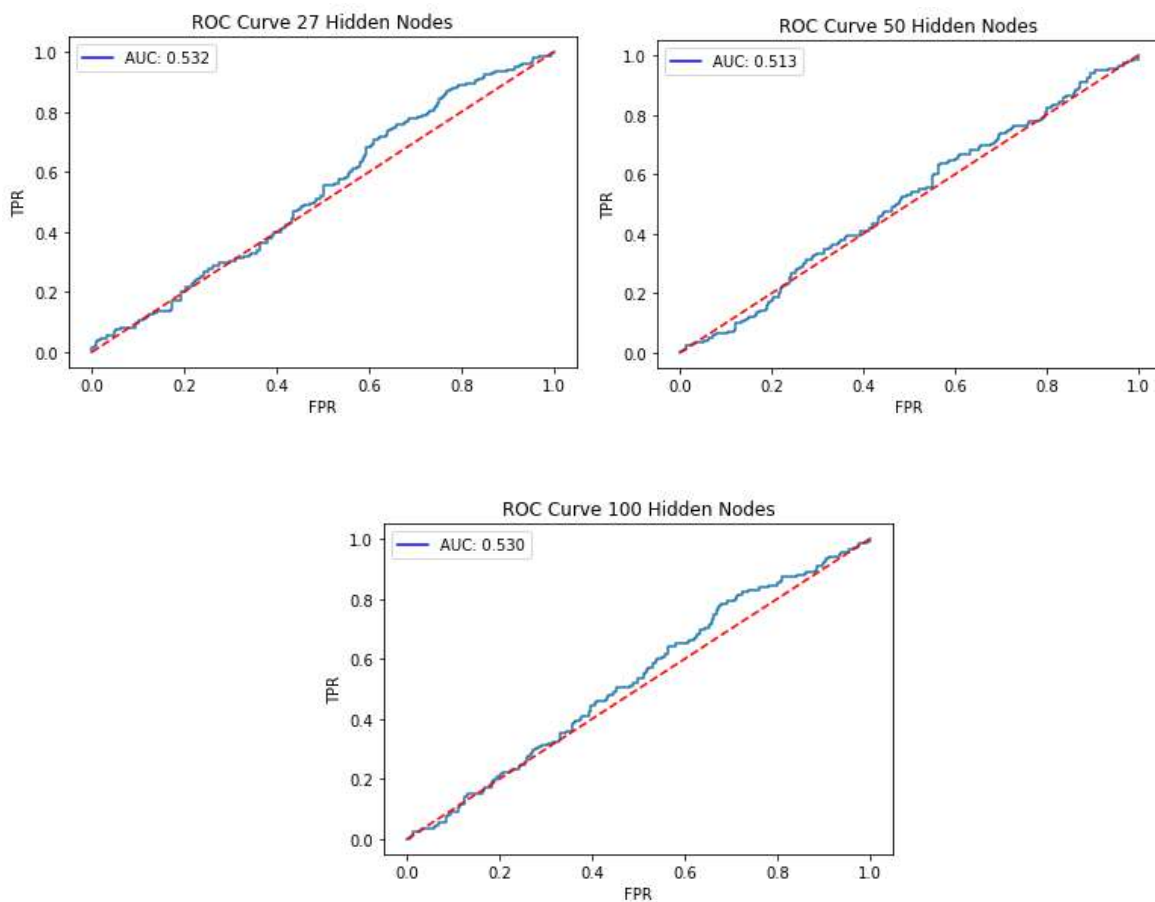 ROC Curve 27 Hidden Nodes
AUC: 0.532
1.0
0.8
0.6
0.4
0.2
0.0
TPR
0.0 0.2 0.4 0.6 0.8 1.0
FPR
ROC Curve 50 Hidden Nodes
AUC: 0.513
1.0
0.8
0.6
0.4
0.2
0.0
TPR
0.0 0.2 0.4 0.6 0.8 1.0
FPR
ROC Curve 100 Hidden Nodes
AUC: 0.530
1.0
0.8
0.6
0.4
0.2
0.0
TPR
0.0 0.2 0.4 0.6 0.8 1.0
FPR